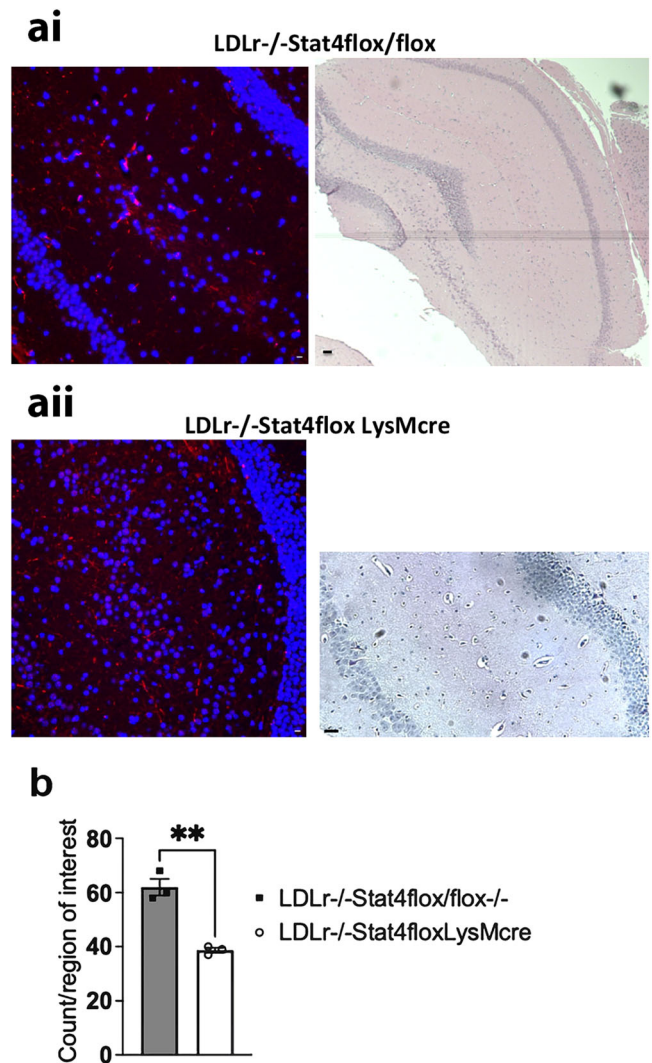 ai
LDLr-/-Stat4flox/flox
aii
LDLr-/-Stat4flox LysMcre
b
Count/region of interest
80
60
40
20
0
**
LDLr-/-Stat4flox/flox-/-
LDLr-/-Stat4floxLysMcre